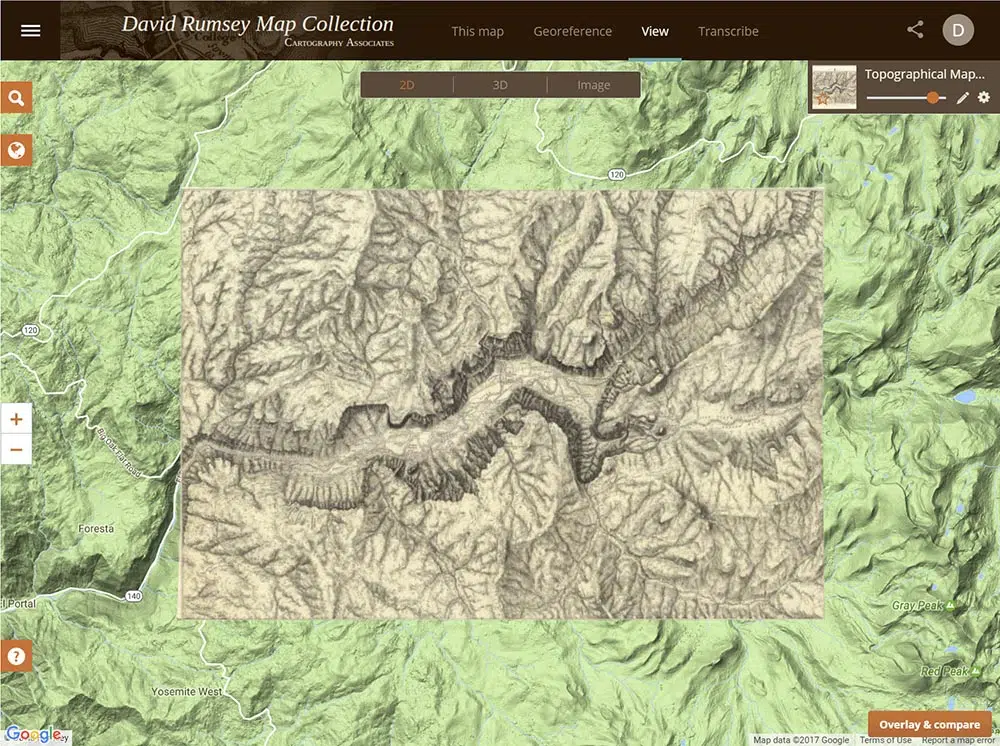 David Rumsey Map Collection
Cartography Associates
This map
Georeference
View
Transcribe
D
2D
3D
Image
Topographical Map...
120
120
Big Oak Flat Road
Foresta
140
l Portal
Yosemite West
Gray Peak
Red Peak
+
−
?
Overlay & compare
Google
Map data ©2017 Google
Terms of Use
Report a map error